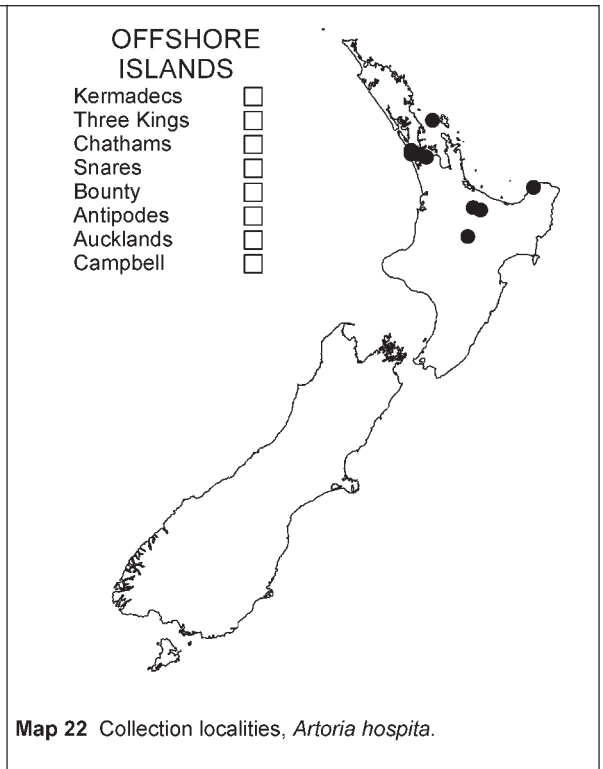 OFFSHORE
ISLANDS
Kermadecs
Three Kings
Chathams
Snares
Bounty
Antipodes
Aucklands
Campbell
Map 22 Collection localities, Artoria hospita.